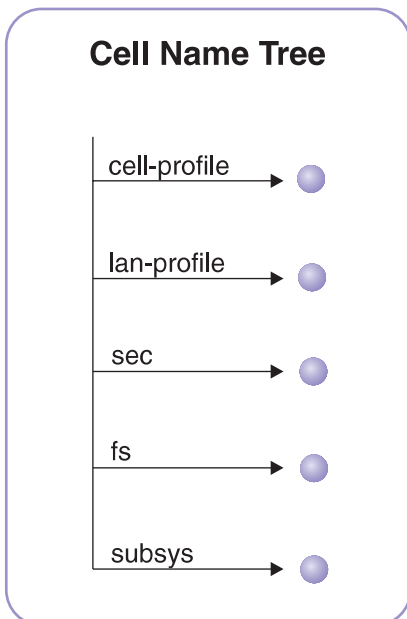 Cell Name Tree
cell-profile
lan-profile
sec
fs
subsys